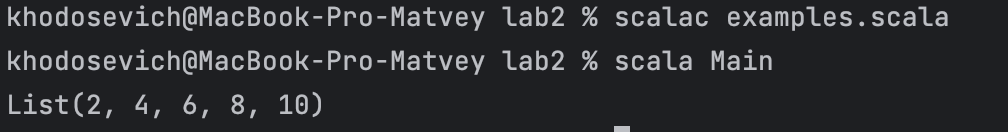 khodosevich@MacBook-Pro-Matvey lab2 % scalac examples.scala
khodosevich@MacBook-Pro-Matvey lab2 % scala Main
List(2, 4, 6, 8, 10)